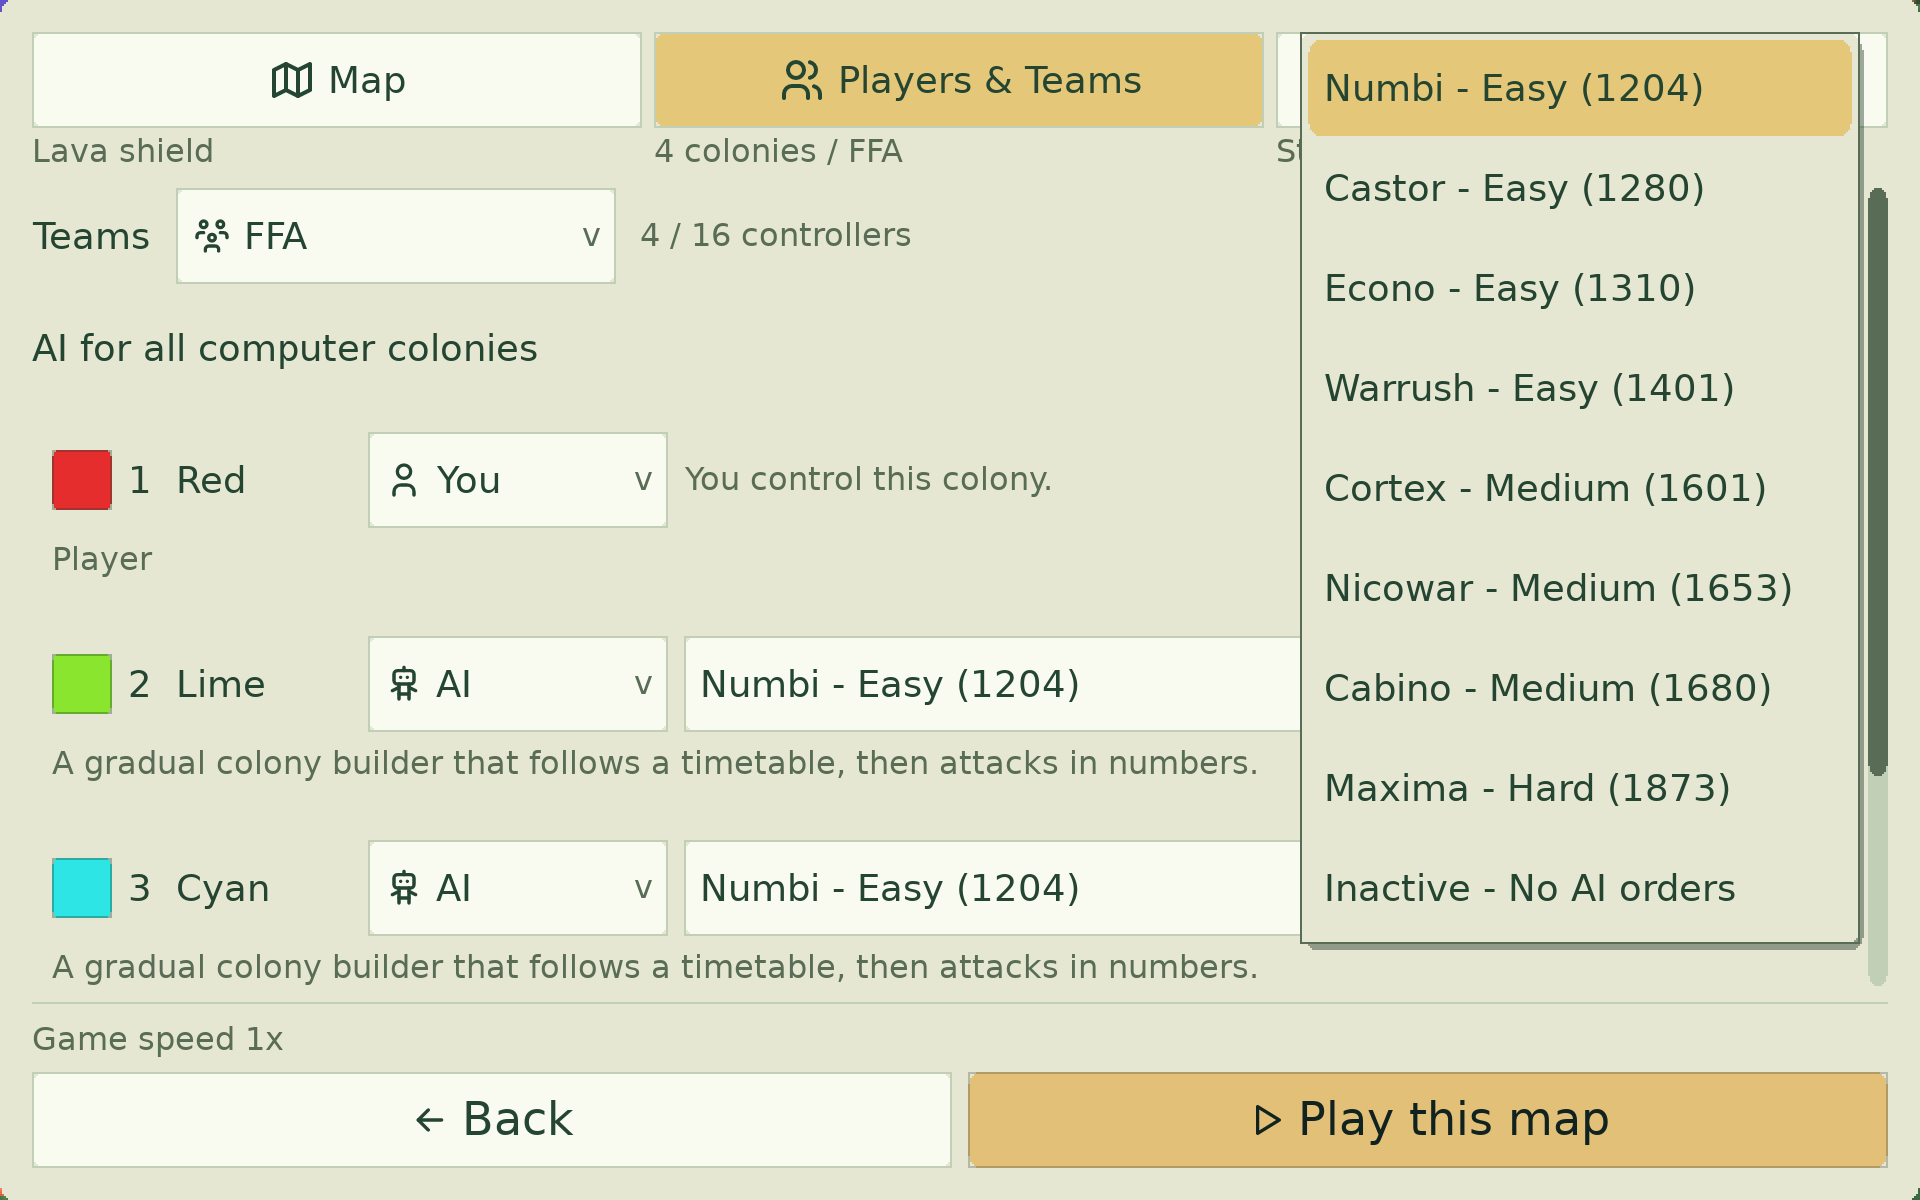 Map
Players & Teams
Lava shield
4 colonies / FFA
Teams
FFA
v
4 / 16 controllers
AI for all computer colonies
1 Red
You
v
You control this colony.
Player
2 Lime
AI
v
Numbi - Easy (1204)
A gradual colony builder that follows a timetable, then attacks in numbers.
3 Cyan
AI
v
Numbi - Easy (1204)
A gradual colony builder that follows a timetable, then attacks in numbers.
Numbi - Easy (1204)
Castor - Easy (1280)
Econo - Easy (1310)
Warrush - Easy (1401)
Cortex - Medium (1601)
Nicowar - Medium (1653)
Cabino - Medium (1680)
Maxima - Hard (1873)
Inactive - No AI orders
Game speed 1x
Back
Play this map